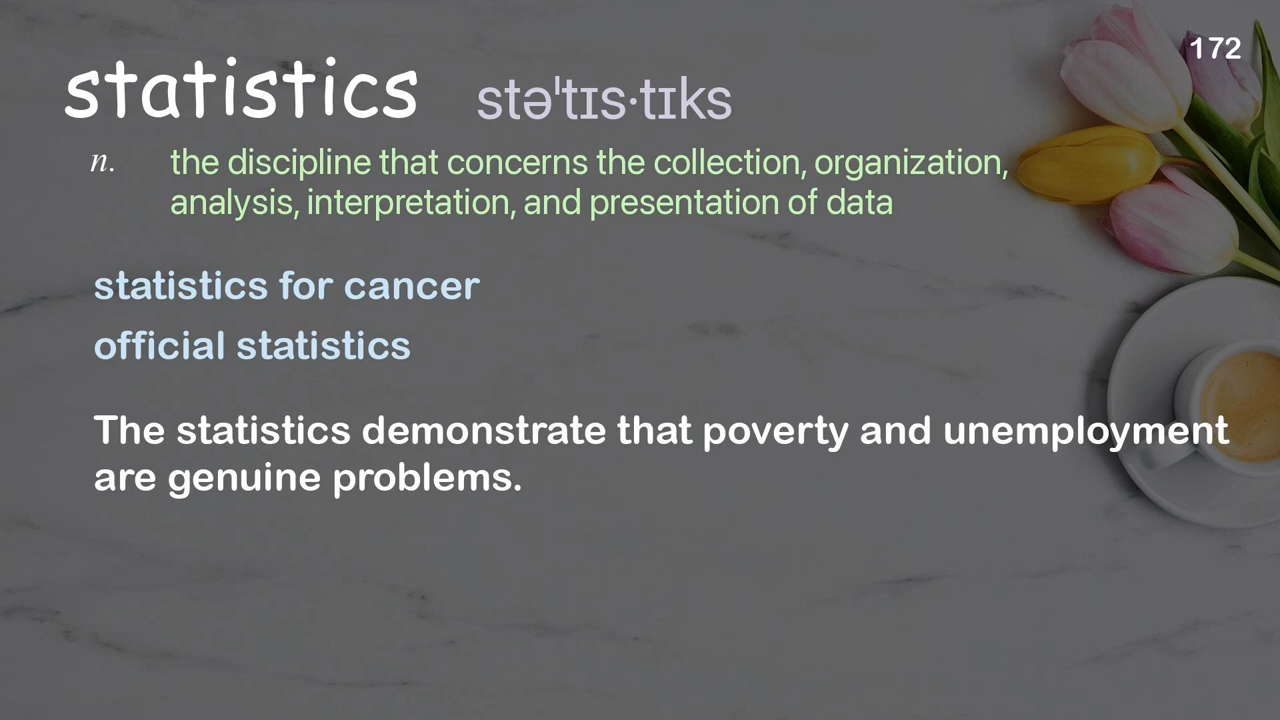 172
statistics stəˈtɪs·tɪks
n. the discipline that concerns the collection, organization,
analysis, interpretation, and presentation of data
statistics for cancer
official statistics
The statistics demonstrate that poverty and unemployment
are genuine problems.